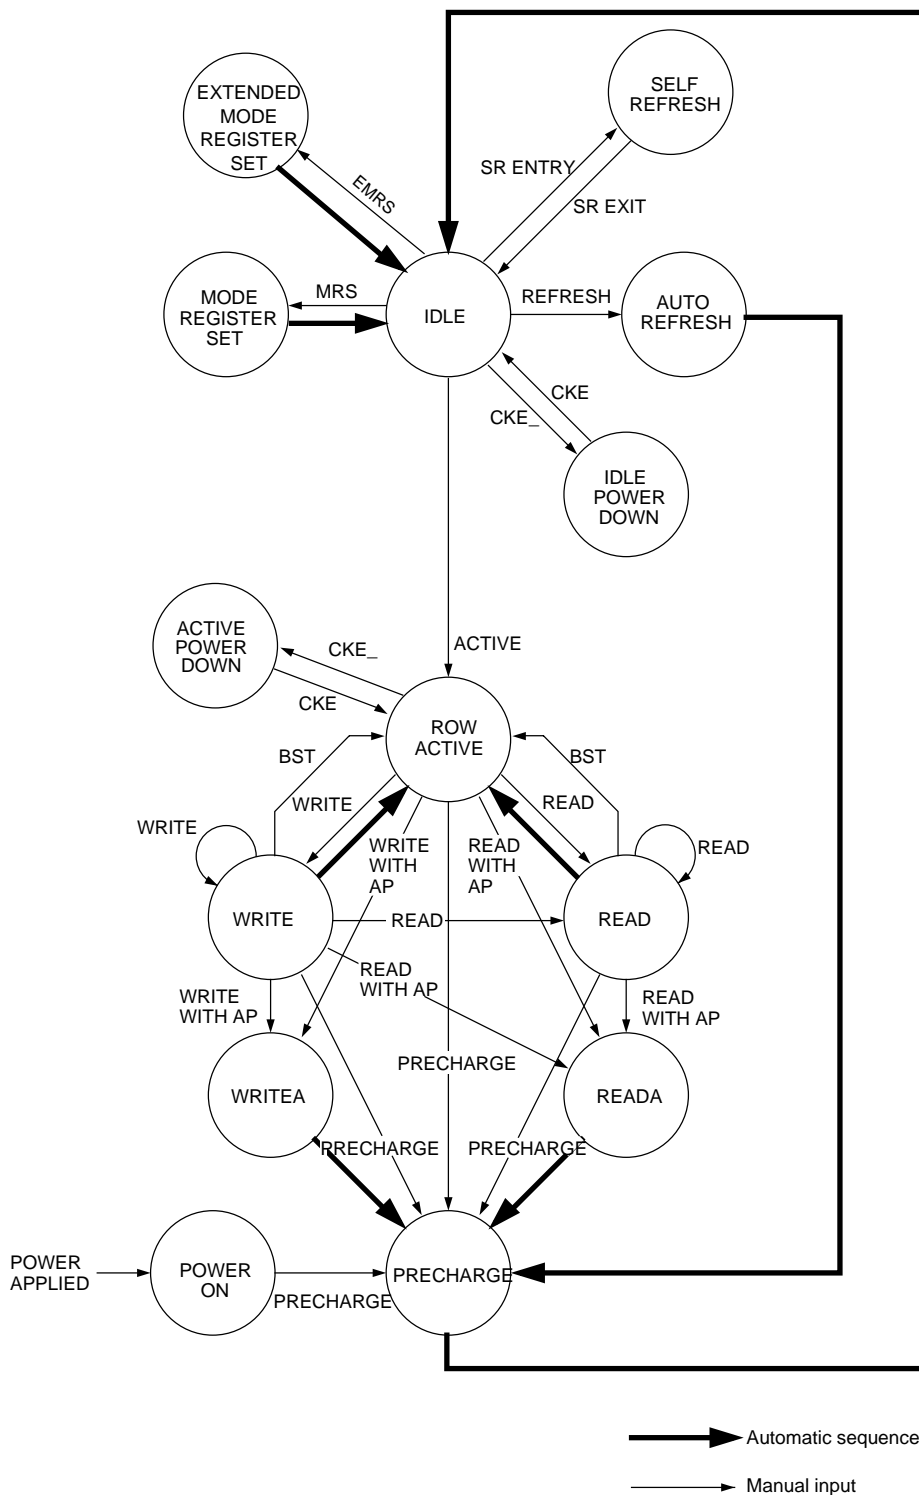 EXTENDED
MODE
REGISTER
SET
SELF
REFRESH
SR ENTRY
EMRS
SR EXIT
MODE
REGISTER
SET
MRS
IDLE
REFRESH
AUTO
REFRESH
CKE
CKE_
IDLE
POWER
DOWN
ACTIVE
POWER
DOWN
CKE_
ACTIVE
CKE
ROW
ACTIVE
BST
BST
WRITE
READ
WRITE
WRITE
WITH
AP
READ
WITH
AP
READ
WRITE
READ
READ
READ
WITH AP
WRITE
WITH AP
READ
WITH AP
PRECHARGE
WRITEA
READA
PRECHARGE
PRECHARGE
POWER
APPLIED
POWER
ON
PRECHARGE
PRECHARGE
Automatic sequence
Manual input